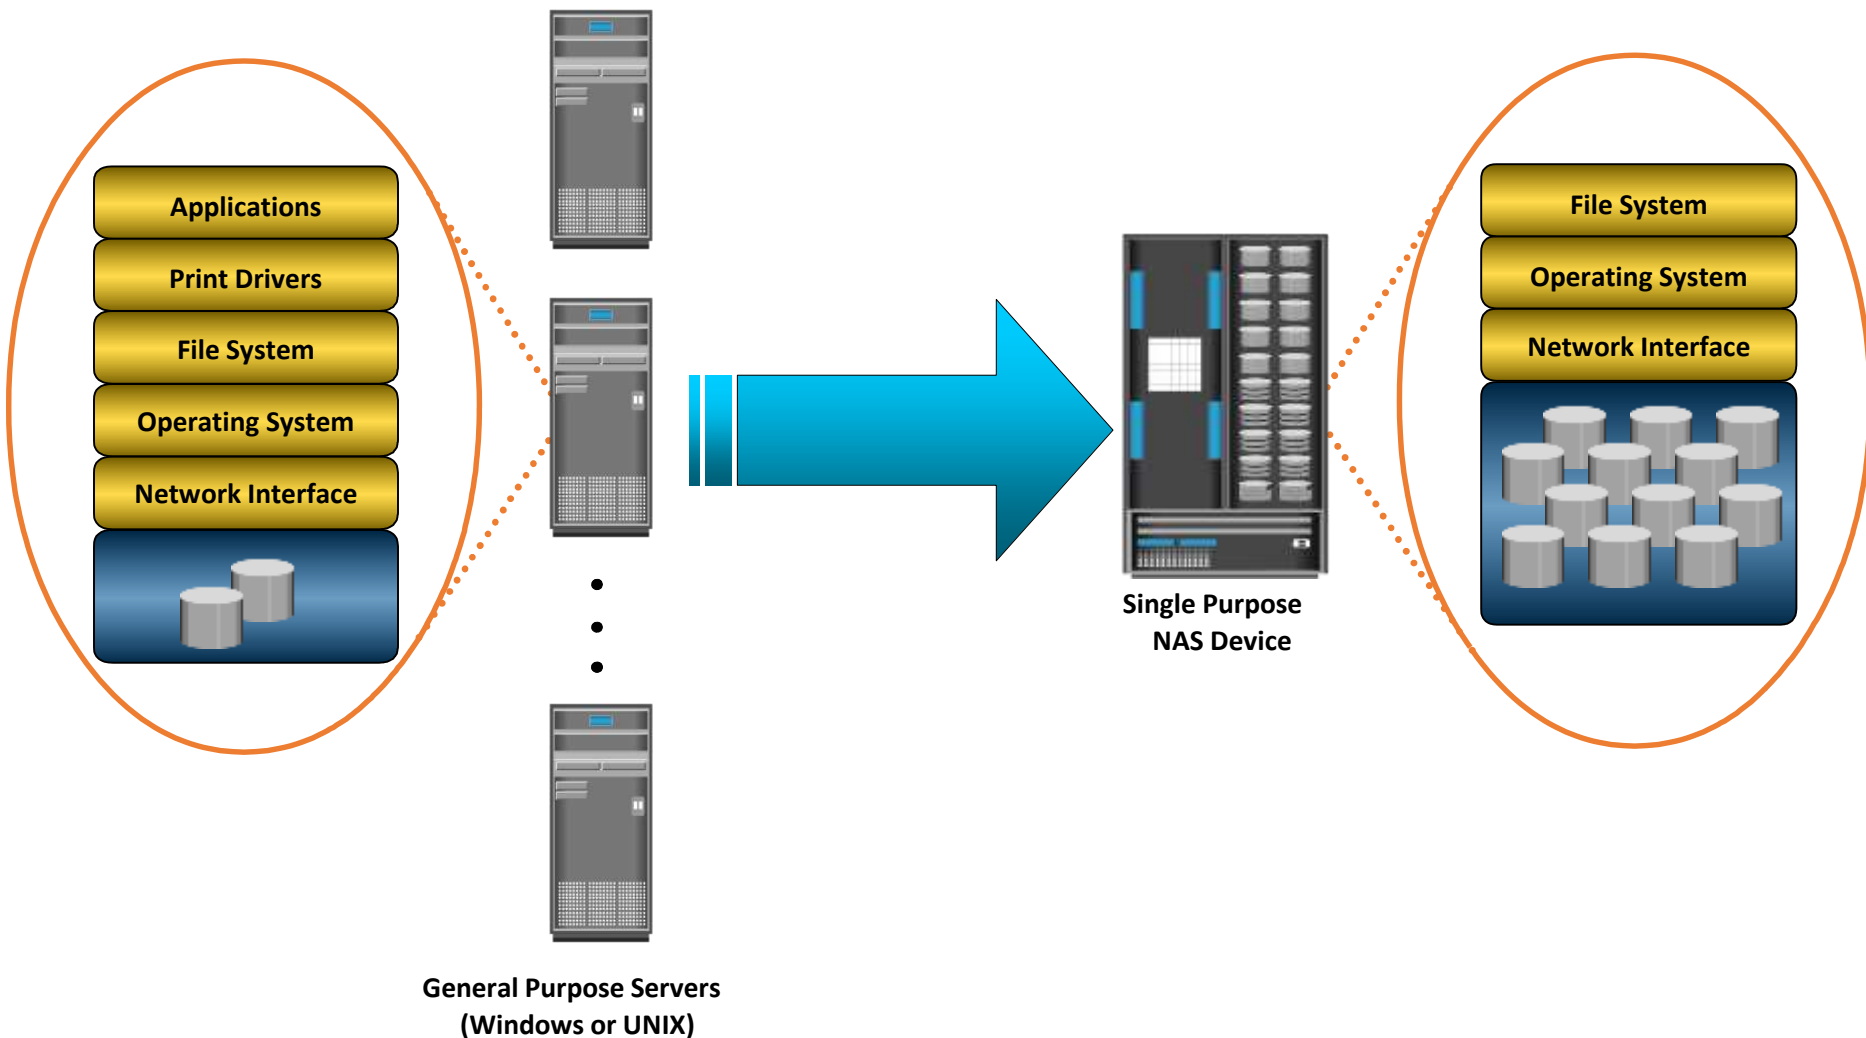 Applications
Print Drivers
File System
Operating System
Network Interface
General Purpose Servers
(Windows or UNIX)
Single Purpose
NAS Device
File System
Operating System
Network Interface